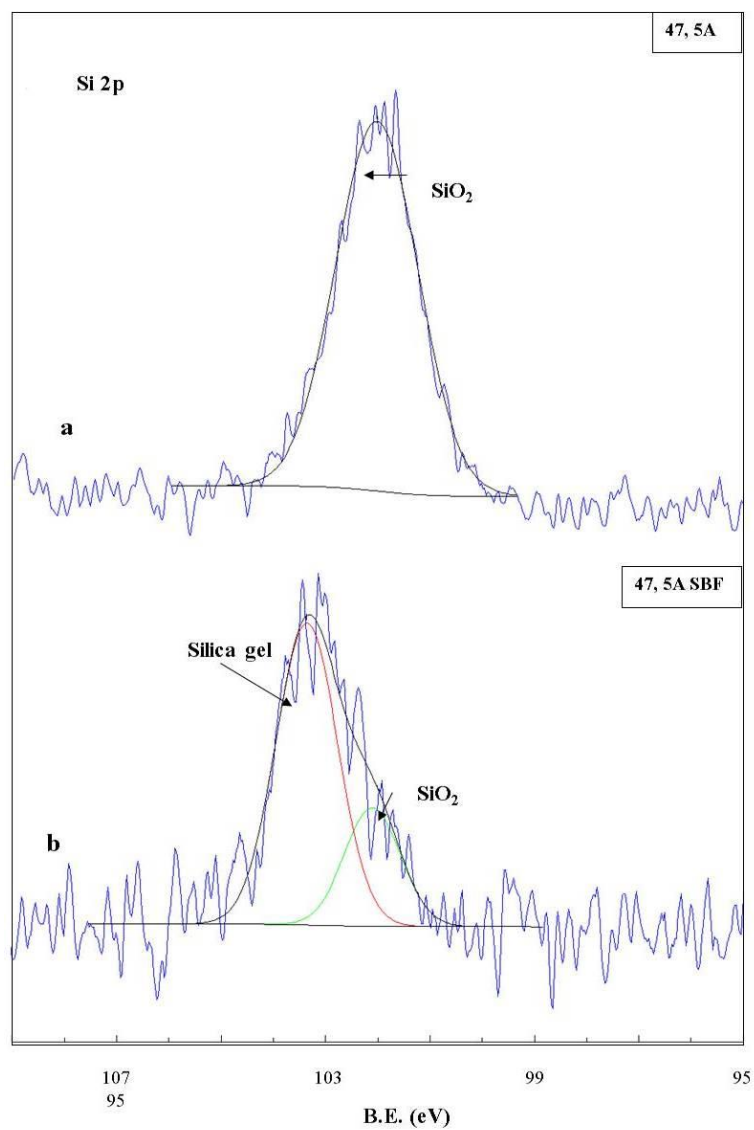 47, 5A
Si 2p
SiO₂
a
47, 5A SBF
Silica gel
SiO₂
b
107 103 99 95
95
B.E. (eV)